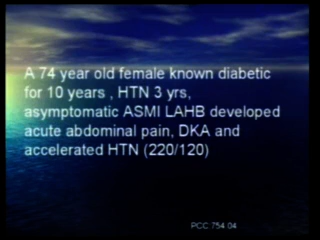 A 74 year old female known diabetic
for 10 years , HTN 3 yrs,
asymptomatic ASMI LAHB developed
acute abdominal pain, DKA and
accelerated HTN (220/120)
PCC 754 04